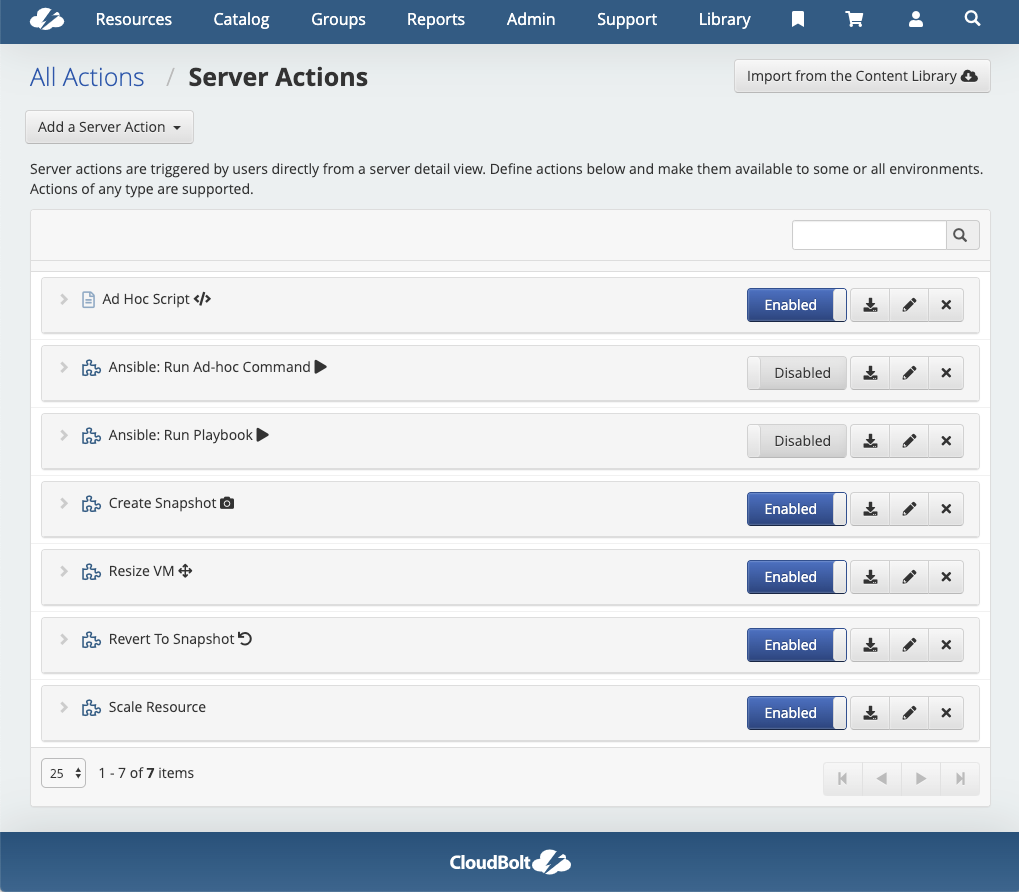 Resources Catalog Groups Reports Admin Support Library
All Actions / Server Actions
Import from the Content Library
Add a Server Action
Server actions are triggered by users directly from a server detail view. Define actions below and make them available to some or all environments.
Actions of any type are supported.
Ad Hoc Script
Enabled
Ansible: Run Ad-hoc Command
Disabled
Ansible: Run Playbook
Disabled
Create Snapshot
Enabled
Resize VM
Enabled
Revert To Snapshot
Enabled
Scale Resource
Enabled
25
1 - 7 of 7 items
CloudBolt